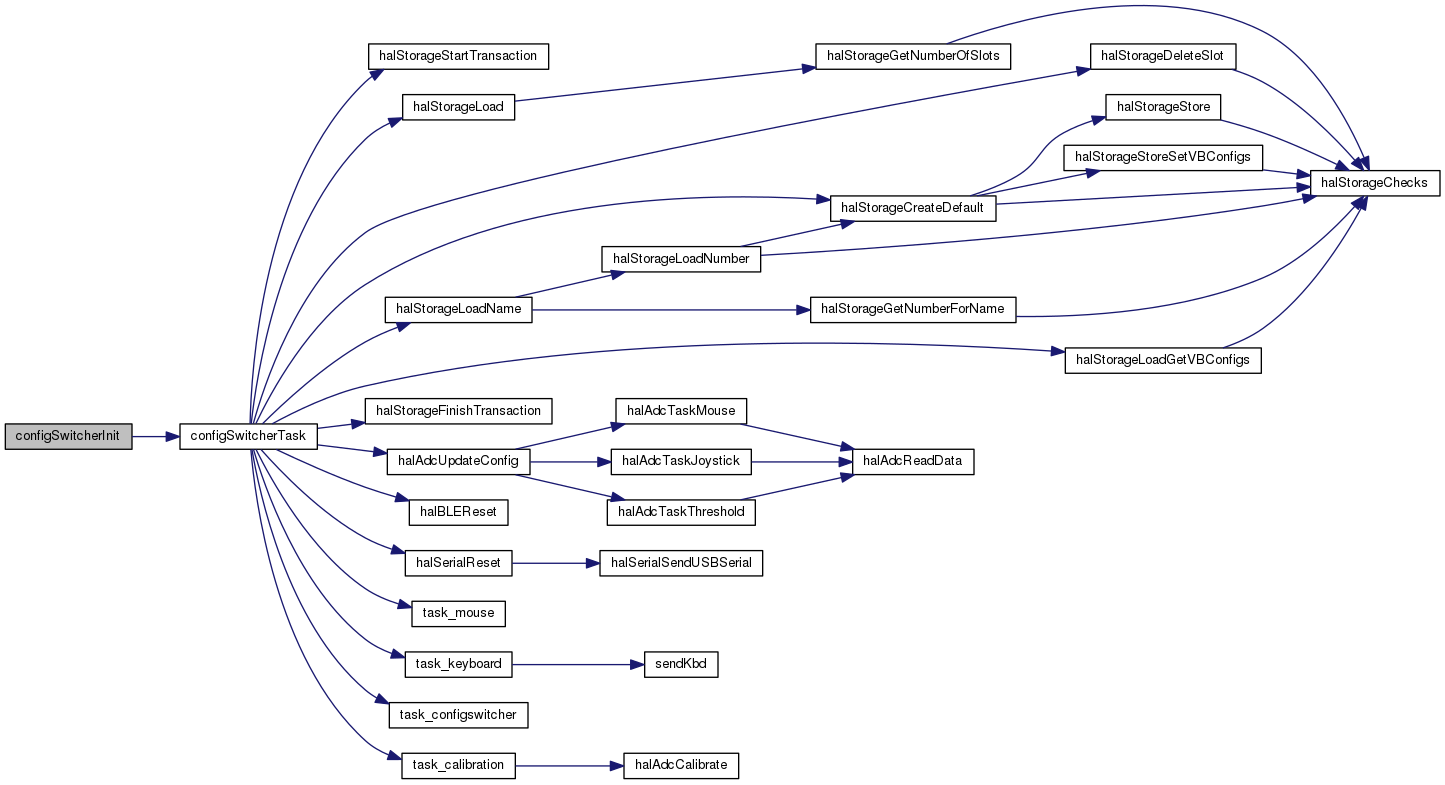 halStorageStartTransaction
halStorageGetNumberOfSlots
halStorageDeleteSlot
halStorageLoad
halStorageStore
halStorageStoreSetVBConfigs
halStorageChecks
halStorageCreateDefault
halStorageLoadNumber
halStorageLoadName
halStorageGetNumberForName
halStorageLoadGetVBConfigs
halStorageFinishTransaction
halAdcTaskMouse
configSwitcherInit
configSwitcherTask
halAdcUpdateConfig
halAdcTaskJoystick
halAdcReadData
halBLEReset
halAdcTaskThreshold
halSerialReset
halSerialSendUSBSerial
task_mouse
task_keyboard
sendKbd
task_configswitcher
task_calibration
halAdcCalibrate